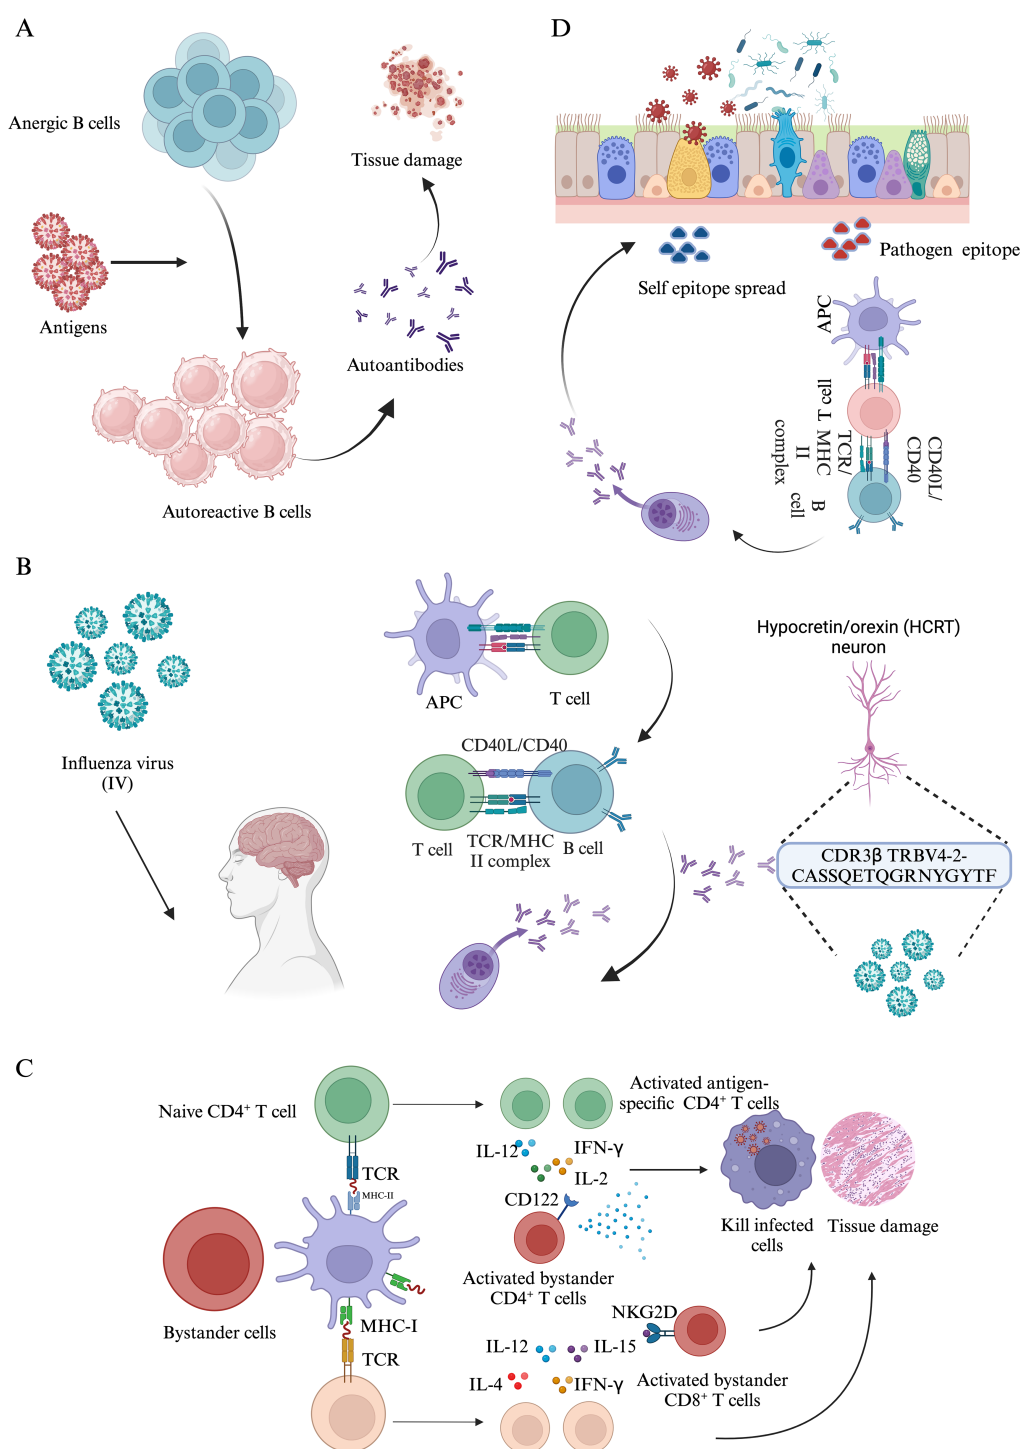 A
Anergic B cells
Antigens
Tissue damage
Autoantibodies
Autoreactive B cells
D
Self epitope spread
Pathogen epitope
APC
T cell
TCR/
MHC
II
complex
CD40L/
CD40
B
cell
B
Influenza virus
(IV)
APC
T cell
CD40L/CD40
T cell
TCR/MHC
II complex
B cell
Hypocretin/orexin (HCRT)
neuron
CDR3β TRBV4-2-
CASSQETQGRNYGYTF
C
Naive CD4⁺ T cell
TCR
MHC-II
Bystander cells
MHC-I
TCR
Activated antigen-
specific CD4⁺ T cells
IL-12
IFN-γ
IL-2
CD122
Activated bystander
CD4⁺ T cells
Kill infected
cells
Tissue damage
NKG2D
IL-12
IL-15
IL-4
IFN-γ
Activated bystander
CD8⁺ T cells